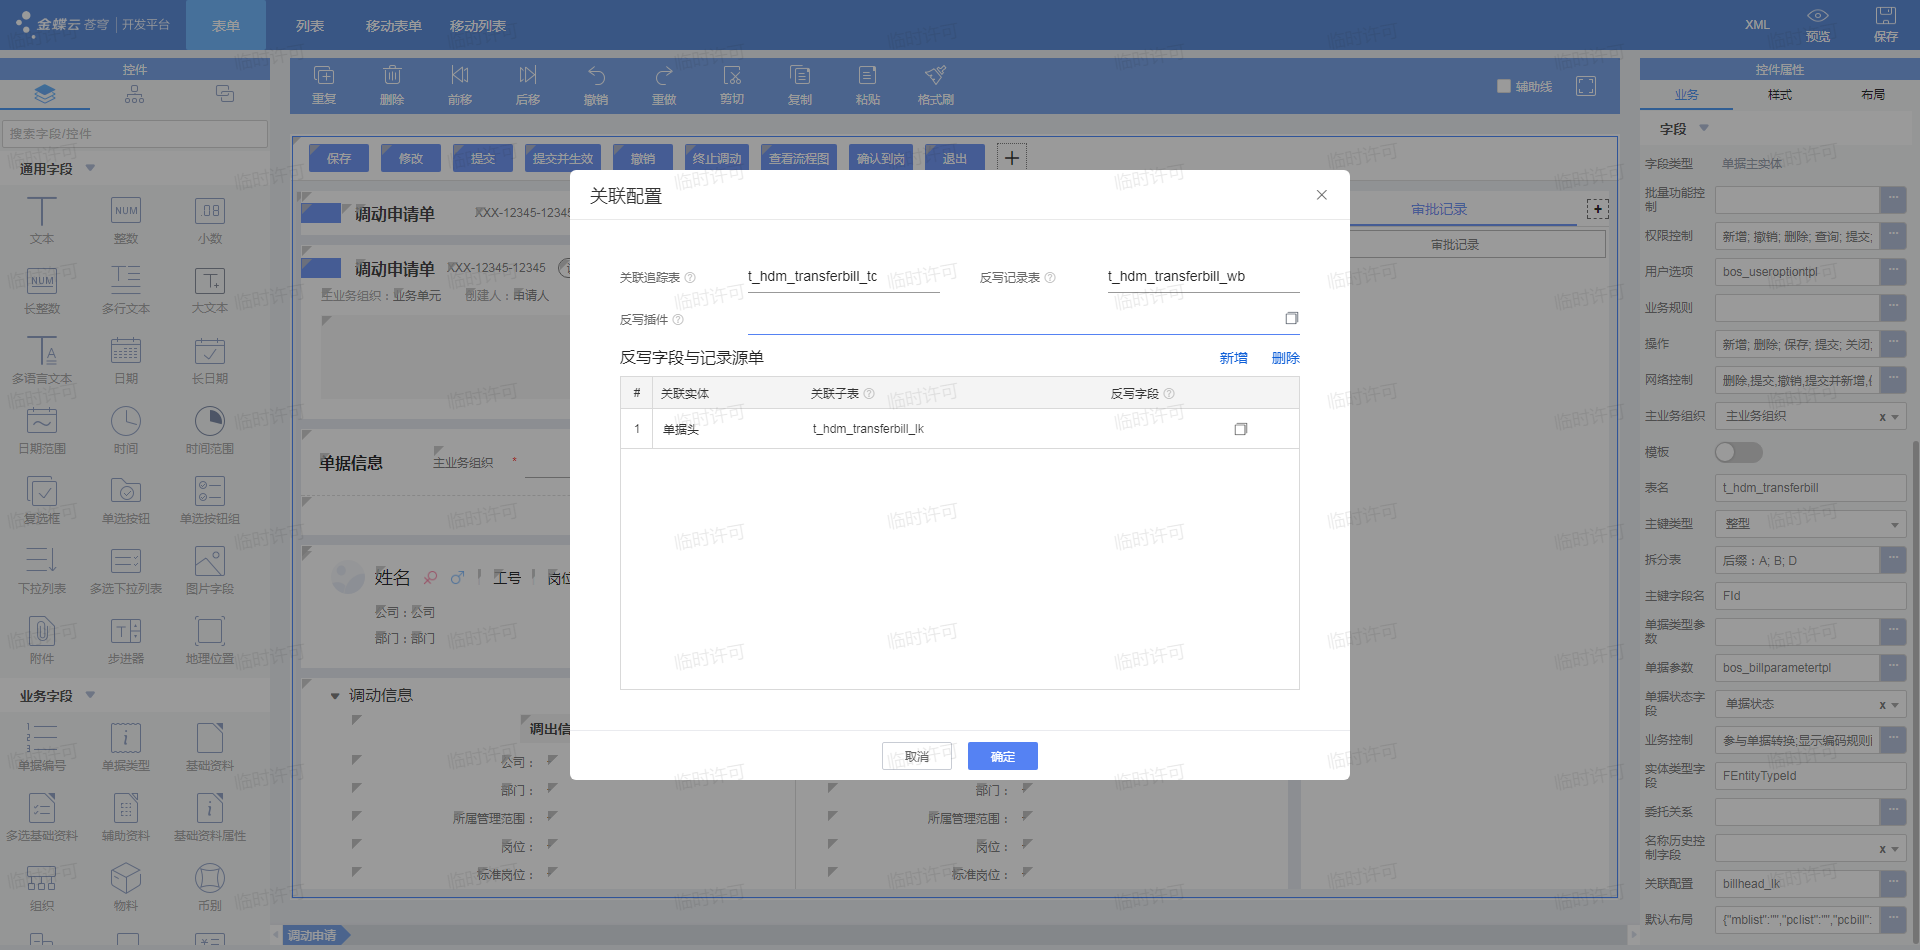 金蝶云 苍穹 | 开发平台
表单
列表
移动表单
移动列表
XML
预览
保存
控件
搜索字段/控件
通用字段
文本
整数
小数
长整数
多行文本
大文本
多语言文本
日期
长日期
日期范围
时间
时间范围
复选框
单选按钮
单选按钮组
下拉列表
多选下拉列表
图片字段
附件
步进器
地理位置
业务字段
单据编号
单据类型
基础资料
多选基础资料
辅助资料
基础资料属性
组织
物料
币别
重复
删除
前移
后移
撤销
重做
剪切
复制
粘贴
格式刷
辅助线
保存
修改
提交
提交并生效
撤销
终止调动
查看流程图
确认到岗
退出
调动申请单
XXX-12345-1234
调动申请单
XXX-12345-12345
主业务组织：业务单元
创建人：申请人
审批记录
审批记录
单据信息
主业务组织
*
姓名
工号
岗位
公司：公司
部门：部门
调动信息
调出信
公司：
部门：
所属管理范围：
岗位：
标准岗位：
部门：
所属管理范围：
岗位：
标准岗位：
调动申请
关联配置
关联追踪表
t_hdm_transferbill_tc
反写记录表
t_hdm_transferbill_wb
反写插件
反写字段与记录源单
新增
删除
#
关联实体
关联子表
反写字段
1
单据头
t_hdm_transferbill_lk
取消
确定
控件属性
业务
样式
布局
字段
字段类型
单据主实体
批量功能控制
权限控制
新增; 撤销; 删除; 查询; 提交;
用户选项
bos_useroptiontpl
业务规则
操作
新增; 删除; 保存; 提交; 关闭;
网络控制
删除,提交,撤销,提交并新增,
主业务组织
主业务组织
x
模板
表名
t_hdm_transferbill
主键类型
整型
拆分表
后缀：A; B; D
主键字段名
FId
单据类型参数
单据参数
bos_billparametertpl
单据状态字段
单据状态
x
业务控制
参与单据转换;显示编码规则
实体类型字段
FEntityTypeId
委托关系
名称历史控制字段
x
关联配置
billhead_lk
默认布局
{"mblist":"","pclist":"","pcbill":
临时许可